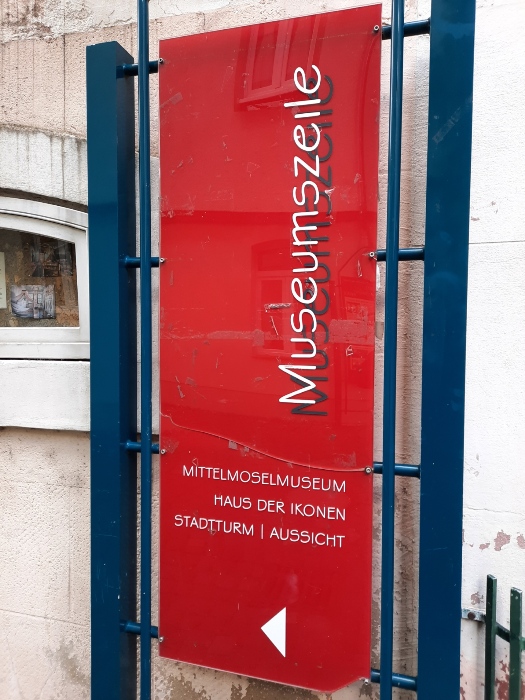 Museumszeile
MITTELMOSELMUSEUM
HAUS DER IKONEN
STADTTURM | AUSSICHT